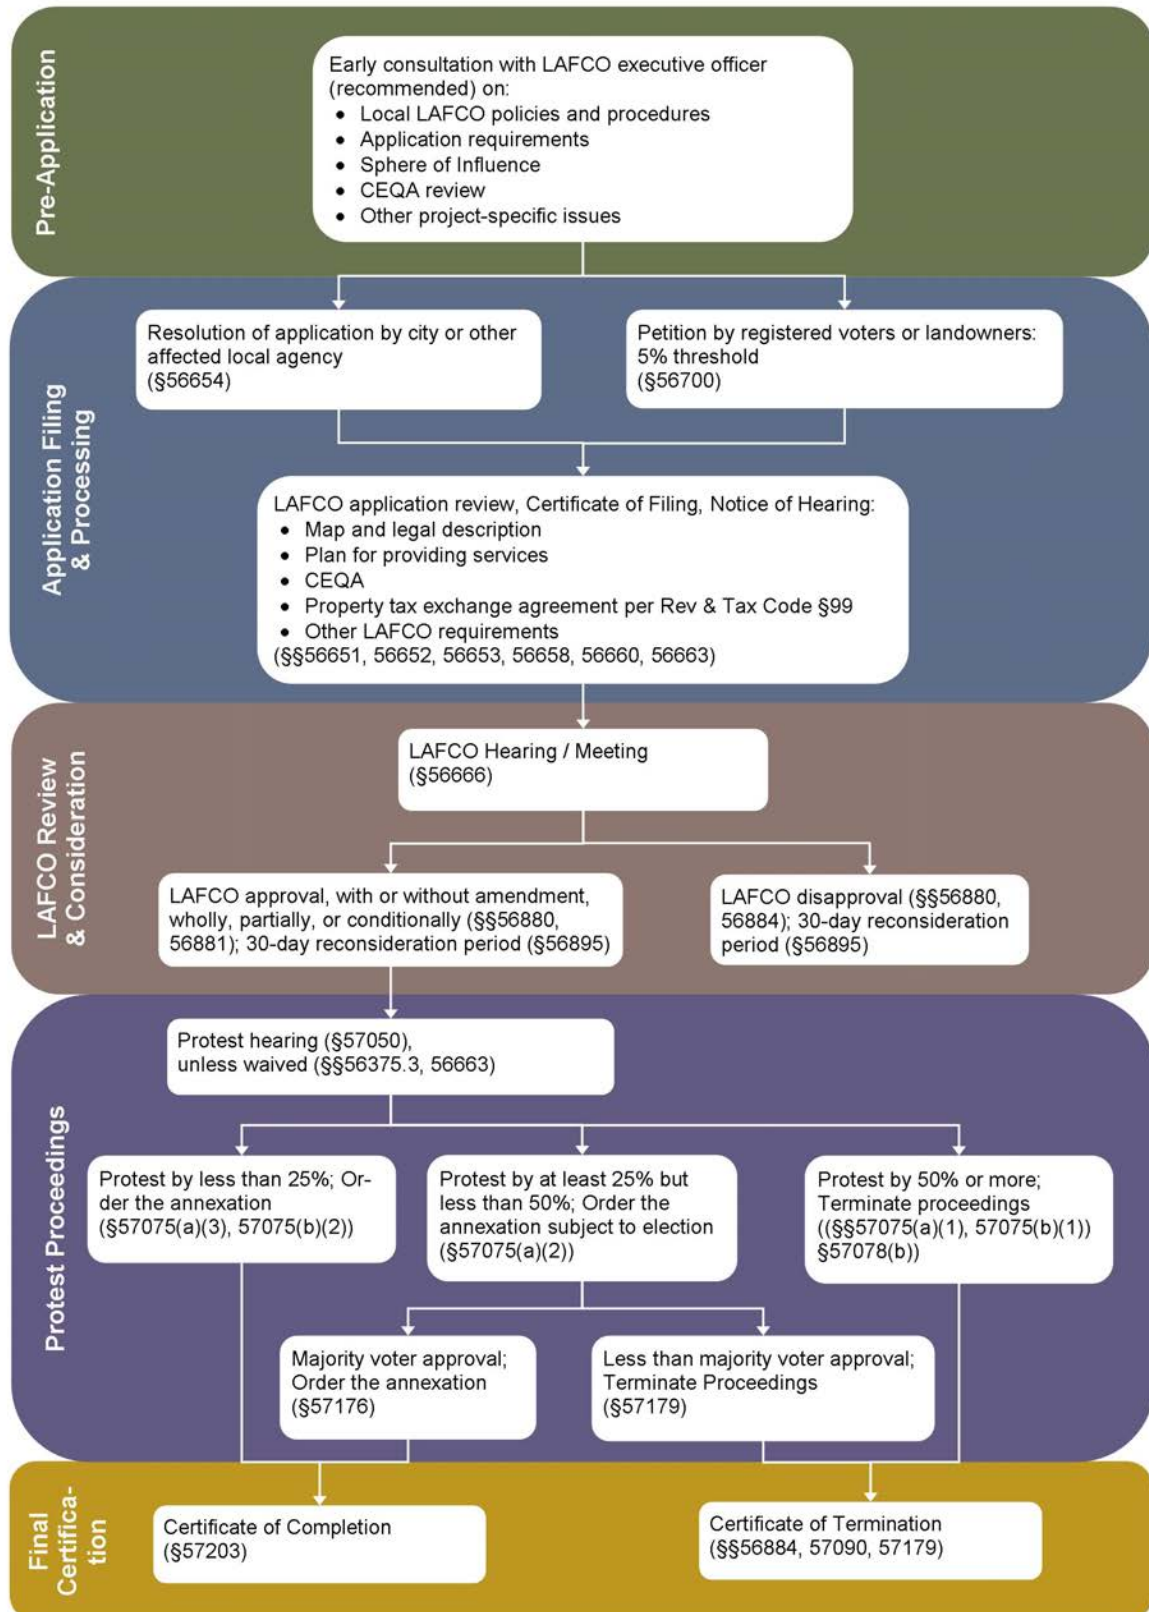 Pre-Application
Early consultation with LAFCO executive officer
(recommended) on:
• Local LAFCO policies and procedures
• Application requirements
• Sphere of Influence
• CEQA review
• Other project-specific issues
Application Filing
& Processing
Resolution of application by city or other
affected local agency
(§56654)
Petition by registered voters or landowners:
5% threshold
(§56700)
LAFCO application review, Certificate of Filing, Notice of Hearing:
• Map and legal description
• Plan for providing services
• CEQA
• Property tax exchange agreement per Rev & Tax Code §99
• Other LAFCO requirements
(§§56651, 56652, 56653, 56658, 56660, 56663)
LAFCO Review
& Consideration
LAFCO Hearing / Meeting
(§56666)
LAFCO approval, with or without amendment,
wholly, partially, or conditionally (§§56880,
56881); 30-day reconsideration period (§56895)
LAFCO disapproval (§§56880,
56884); 30-day reconsideration
period (§56895)
Protest Proceedings
Protest hearing (§57050),
unless waived (§§56375.3, 56663)
Protest by less than 25%; Or-
der the annexation
(§57075(a)(3), 57075(b)(2))
Protest by at least 25% but
less than 50%; Order the
annexation subject to election
(§57075(a)(2))
Protest by 50% or more;
Terminate proceedings
((§§57075(a)(1), 57075(b)(1))
§57078(b))
Majority voter approval;
Order the annexation
(§57176)
Less than majority voter approval;
Terminate Proceedings
(§57179)
Final
Certifica-
tion
Certificate of Completion
(§57203)
Certificate of Termination
(§§56884, 57090, 57179)